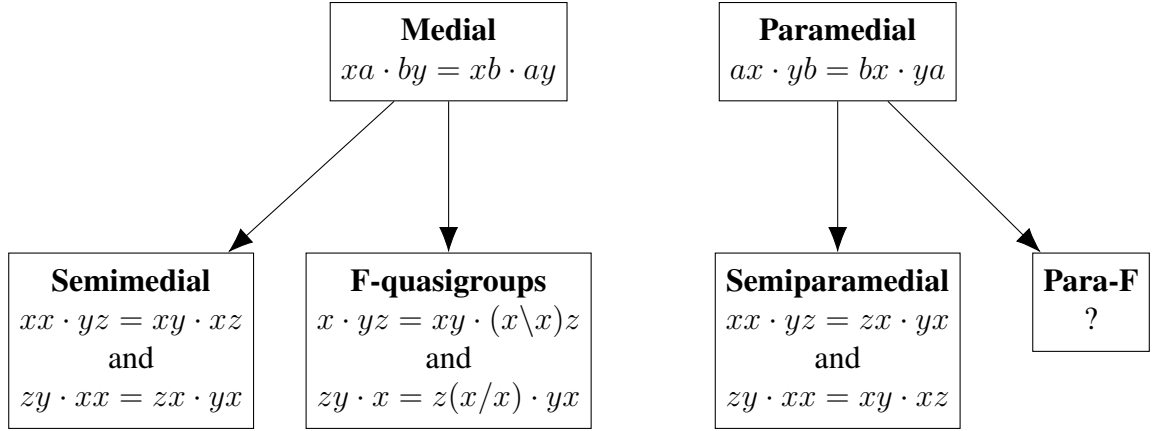 Medial
xa · by = xb · ay
Paramedial
ax · yb = bx · ya
Semimedial
xx · yz = xy · xz
and
zy · xx = zx · yx
F-quasigroups
x · yz = xy · (x\x)z
and
zy · x = z(x/x) · yx
Semiparamedial
xx · yz = zx · yx
and
zy · xx = xy · xz
Para-F
?